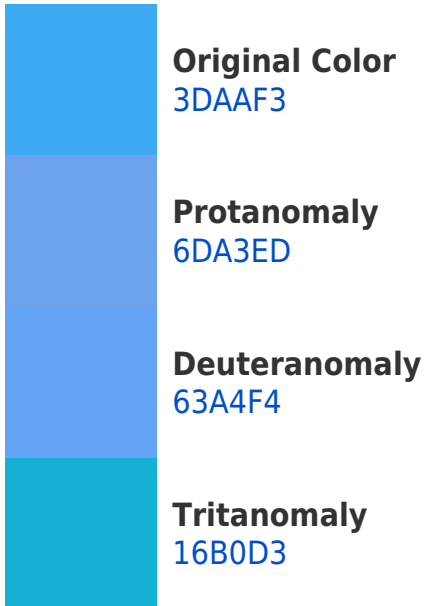 Original Color
3DAAF3
Protanomaly
6DA3ED
Deuteranomaly
63A4F4
Tritanomaly
16B0D3